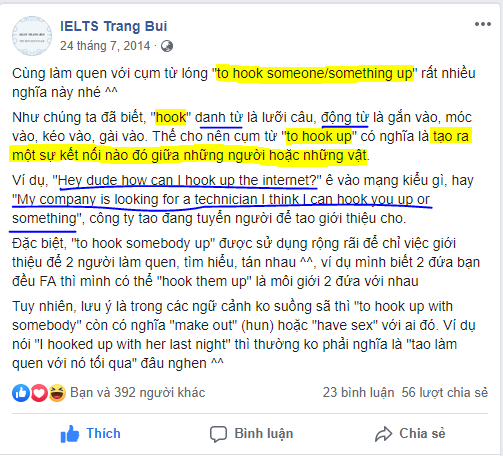 IELTS Trang Bui
24 tháng 7, 2014 ·
Cùng làm quen với cụm từ lóng "to hook someone/something up" rất nhiều
nghĩa này nhé ^^
Như chúng ta đã biết, "hook" danh từ là lưỡi câu, động từ là gắn vào, móc
vào, kéo vào, gài vào. Thế cho nên cụm từ "to hook up" có nghĩa là tạo ra
một sự kết nối nào đó giữa những người hoặc những vật.
Ví dụ, "Hey dude how can I hook up the internet?" ê vào mạng kiểu gì, hay
"My company is looking for a technician I think I can hook you up or
something", công ty tao đang tuyển người để tao giới thiệu cho.
Đặc biệt, "to hook somebody up" được sử dụng rộng rãi để chỉ việc giới
thiệu để 2 người làm quen, tìm hiểu, tán nhau ^^, ví dụ mình biết 2 đứa bạn
đều FA thì mình có thể "hook them up" là môi giới 2 đứa với nhau
Tuy nhiên, lưu ý là trong các ngữ cảnh ko suồng sã thì "to hook up with
somebody" còn có nghĩa "make out" (hun) hoặc "have sex" với ai đó. Ví dụ
nói "I hooked up with her last night" thì thường ko phải nghĩa là "tao làm
quen với nó tối qua" đâu nghen ^^
Bạn và 392 người khác 23 bình luận 56 lượt chia sẻ
Thích Bình luận Chia sẻ